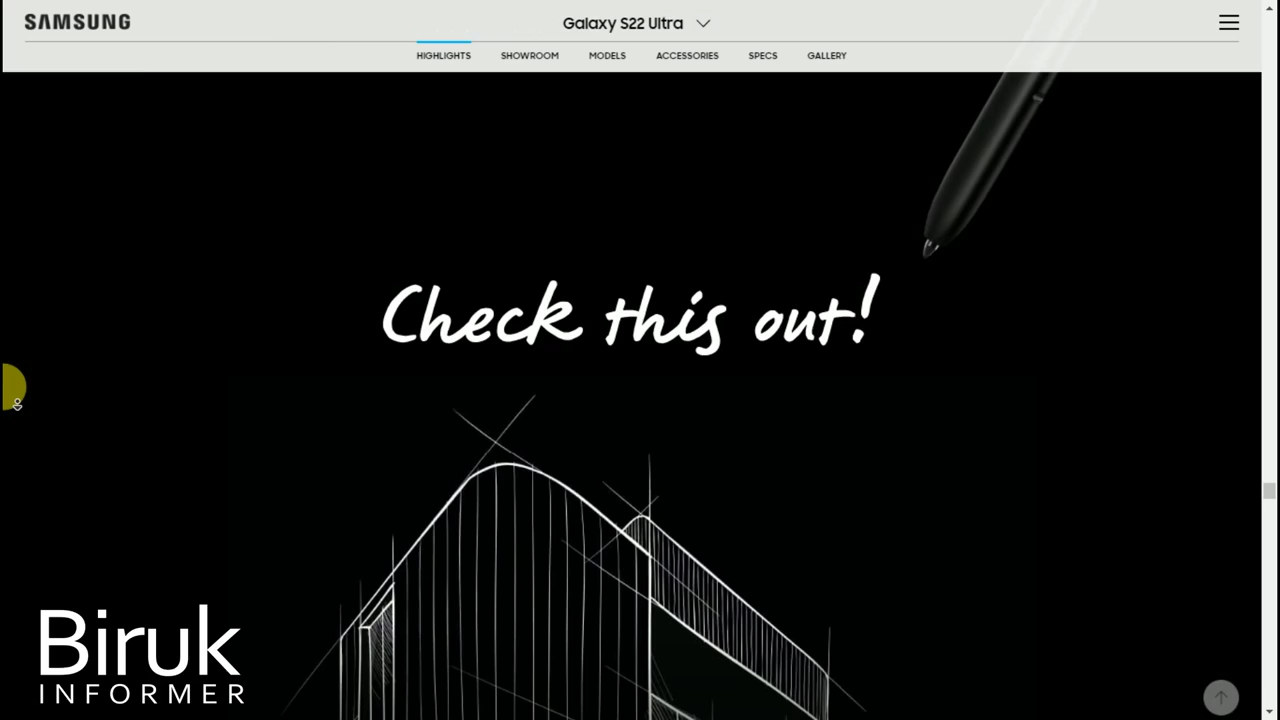 SAMSUNG
Galaxy S22 Ultra
HIGHLIGHTS SHOWROOM MODELS ACCESSORIES SPECS GALLERY
Check this out!
Biruk
INFORMER